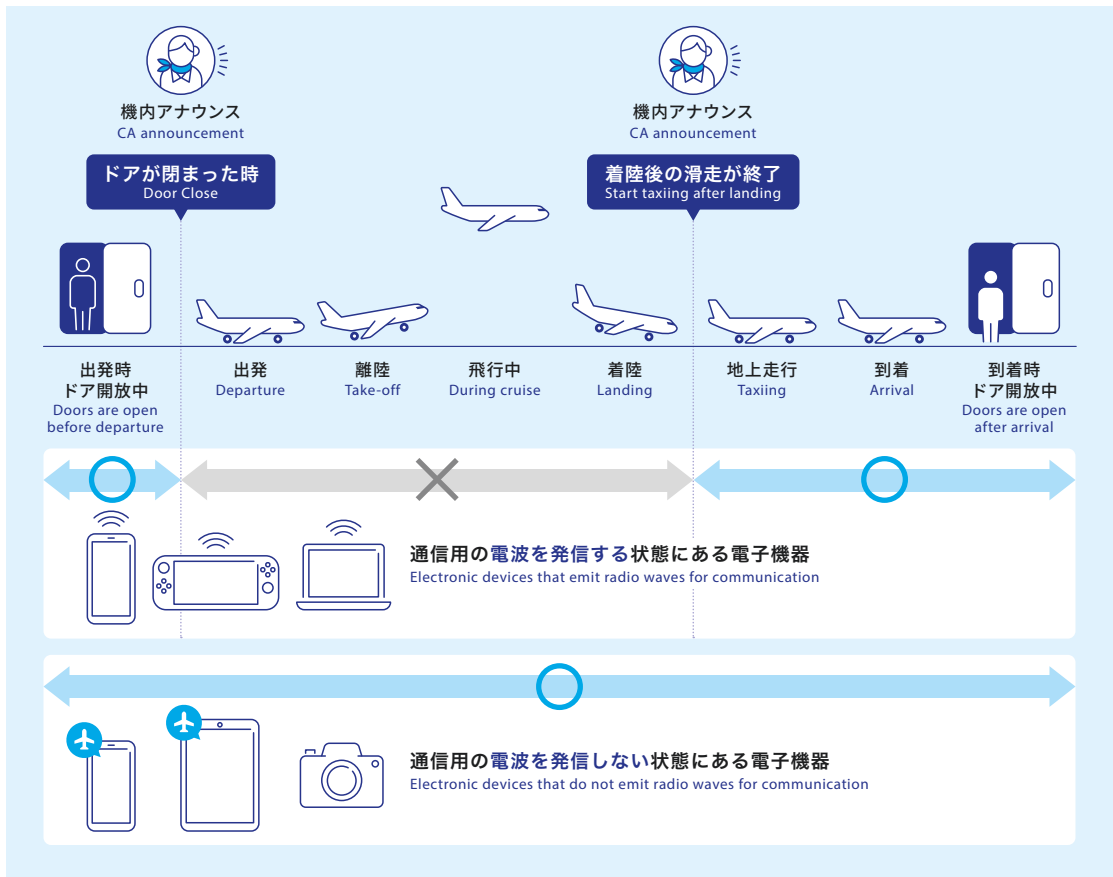 機内アナウンス
CA announcement
機内アナウンス
CA announcement
ドアが閉まった時
Door Close
着陸後の滑走が終了
Start taxiing after landing
出発時
ドア開放中
Doors are open
before departure
出発
Departure
離陸
Take-off
飛行中
During cruise
着陸
Landing
地上走行
Taxiing
到着
Arrival
到着時
ドア開放中
Doors are open
after arrival
通信用の電波を発信する状態にある電子機器
Electronic devices that emit radio waves for communication
通信用の電波を発信しない状態にある電子機器
Electronic devices that do not emit radio waves for communication